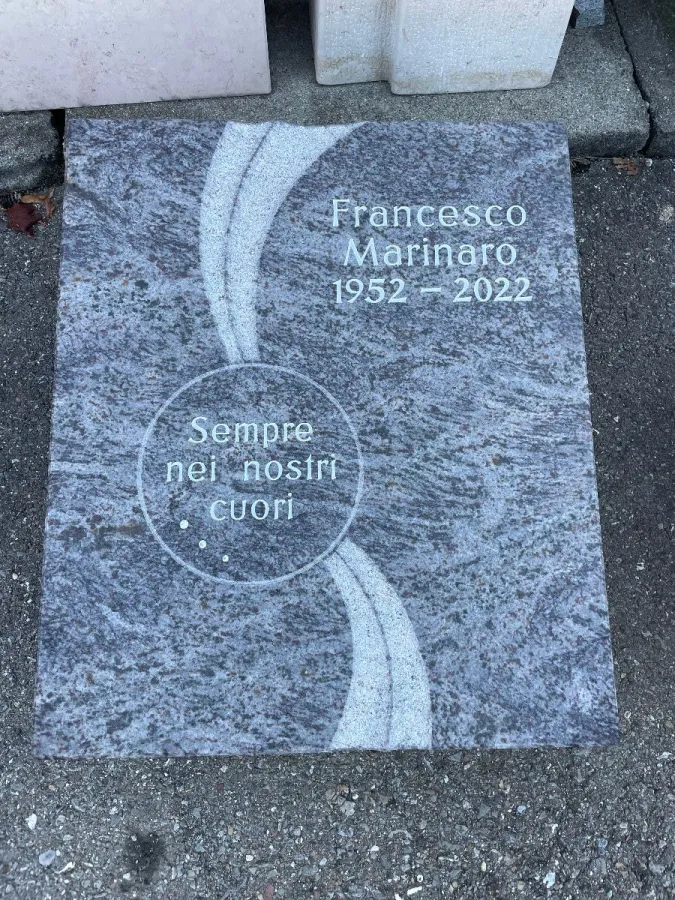 Francesco
Marinaro
1952 – 2022
Sempre
nei nostri
cuori